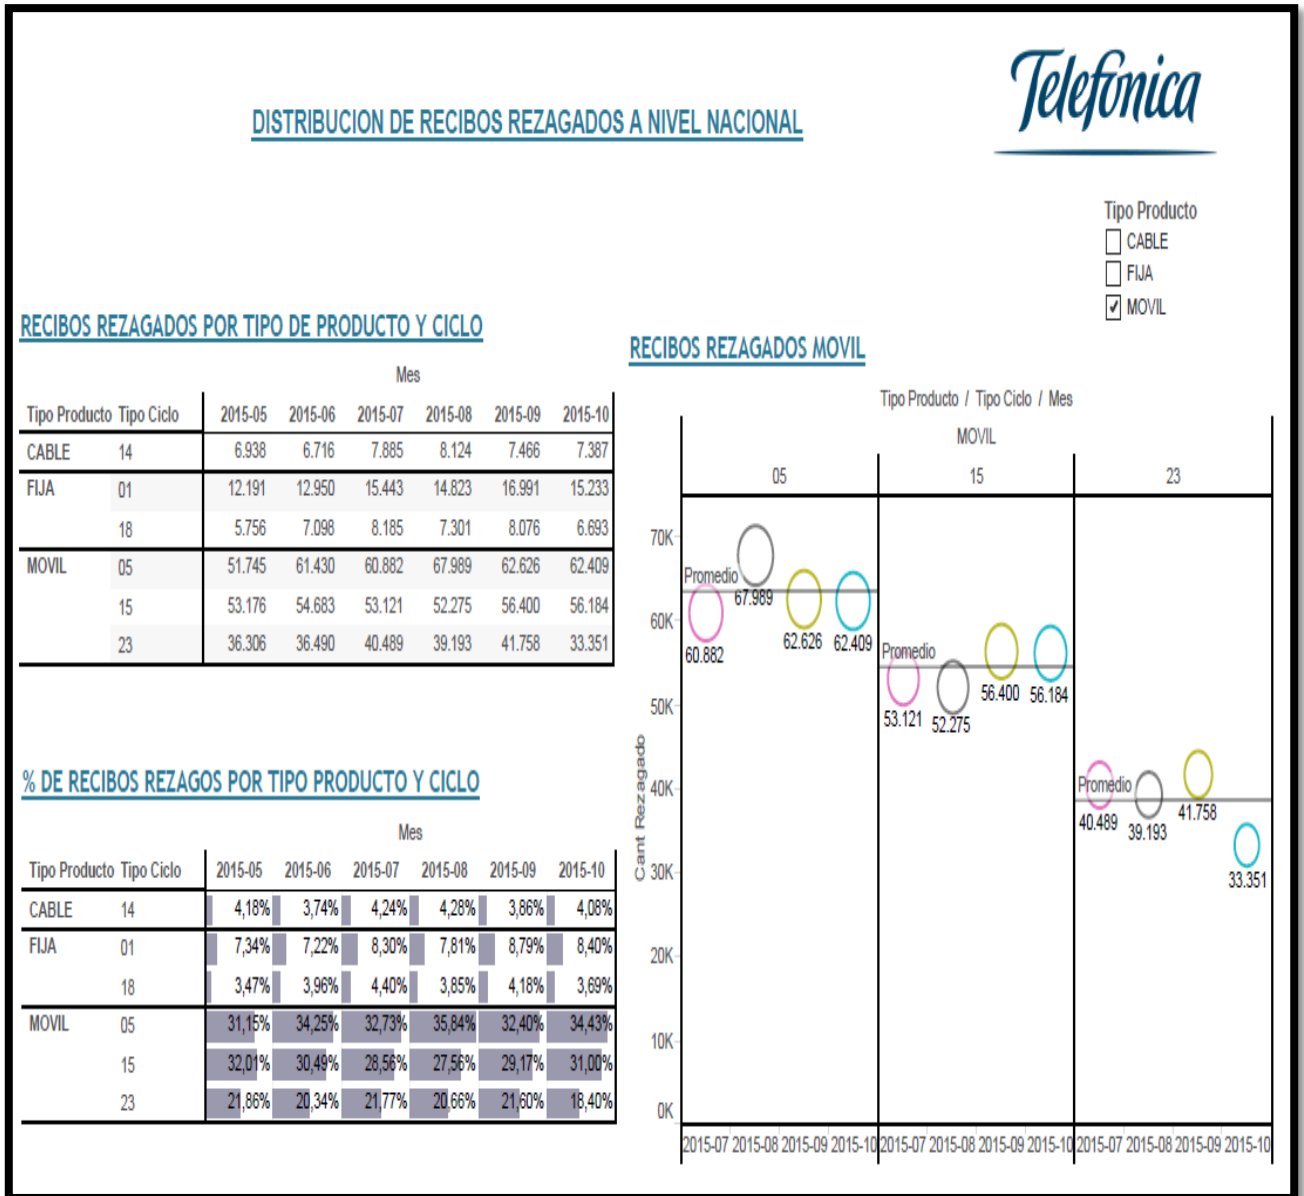 Telefónica
DISTRIBUCION DE RECIBOS REZAGADOS A NIVEL NACIONAL
Tipo Producto
CABLE
FIJA
MOVIL
RECIBOS REZAGADOS POR TIPO DE PRODUCTO Y CICLO
Mes
Tipo Producto Tipo Ciclo 2015-05 2015-06 2015-07 2015-08 2015-09 2015-10
CABLE 14 6.938 6.716 7.885 8.124 7.466 7.387
FIJA 01 12.191 12.950 15.443 14.823 16.991 15.233
18 5.756 7.098 8.185 7.301 8.076 6.693
MOVIL 05 51.745 61.430 60.882 67.989 62.626 62.409
15 53.176 54.683 53.121 52.275 56.400 56.184
23 36.306 36.490 40.489 39.193 41.758 33.351
% DE RECIBOS REZAGOS POR TIPO PRODUCTO Y CICLO
Mes
Tipo Producto Tipo Ciclo 2015-05 2015-06 2015-07 2015-08 2015-09 2015-10
CABLE 14 4,18% 3,74% 4,24% 4,28% 3,86% 4,08%
FIJA 01 7,34% 7,22% 8,30% 7,81% 8,79% 8,40%
18 3,47% 3,96% 4,40% 3,85% 4,18% 3,69%
MOVIL 05 31,15% 34,25% 32,73% 35,84% 32,40% 34,43%
15 32,01% 30,49% 28,56% 27,56% 29,17% 31,00%
23 21,86% 20,34% 21,77% 20,66% 21,60% 18,40%
RECIBOS REZAGADOS MOVIL
Tipo Producto / Tipo Ciclo / Mes
MOVIL
05 15 23
Cant Rezagado
70K
60K
50K
40K
30K
20K
10K
0K
Promedio
60.882 67.989 62.626 62.409
Promedio
53.121 52.275 56.400 56.184
Promedio
40.489 39.193 41.758 33.351
2015-07 2015-08 2015-09 2015-10 2015-07 2015-08 2015-09 2015-10 2015-07 2015-08 2015-09 2015-10